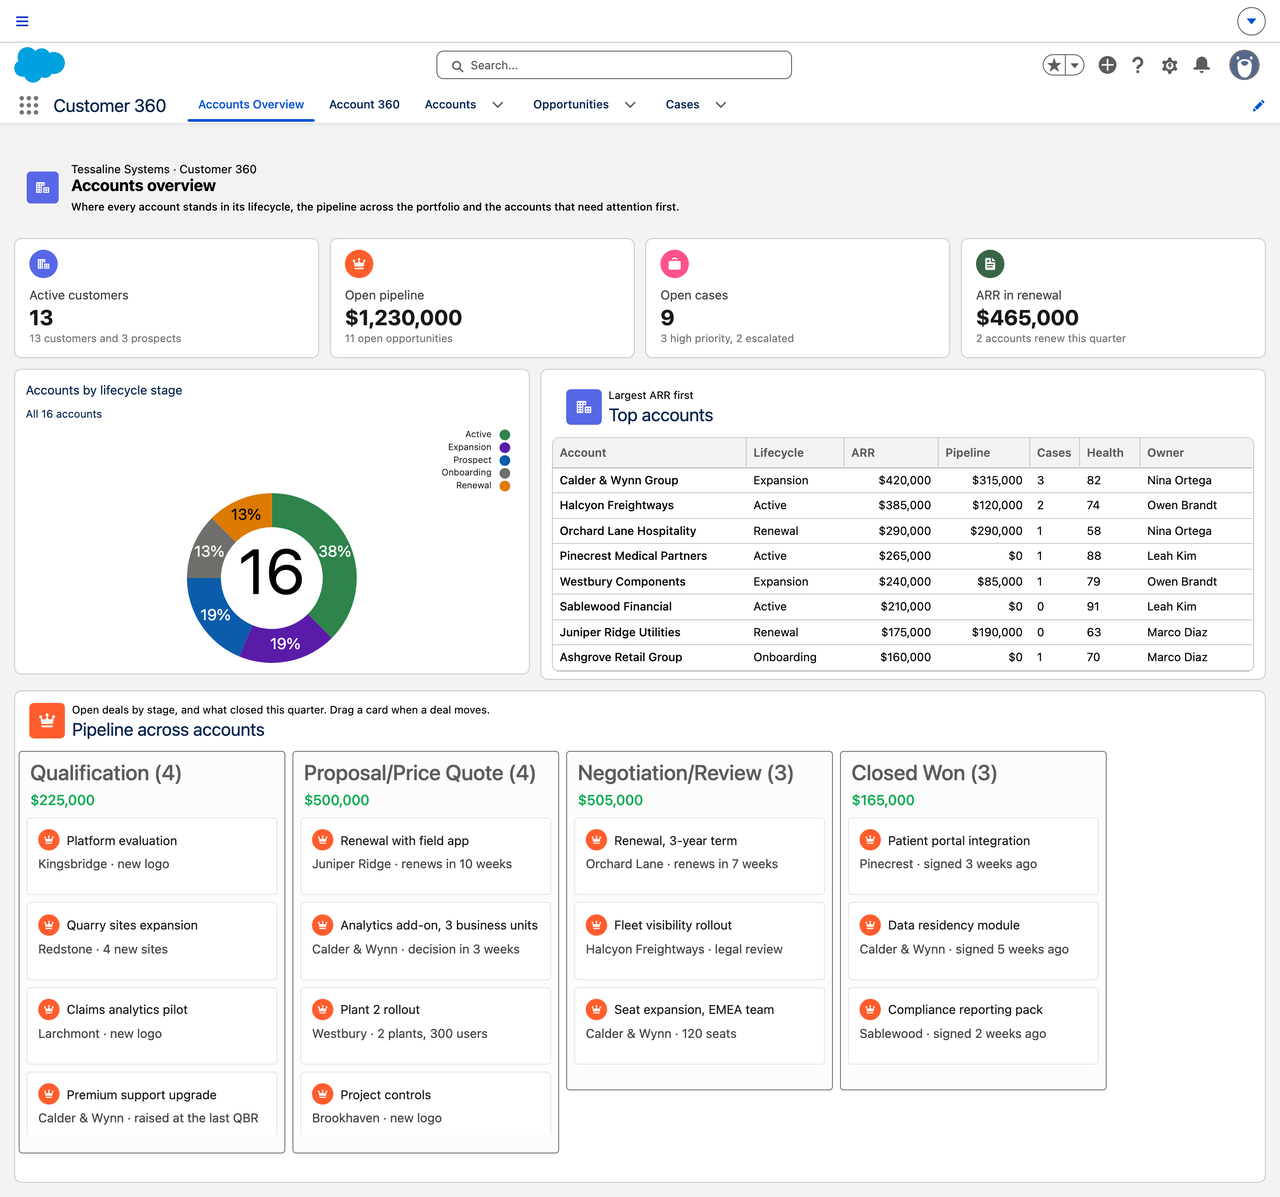 Search...
Customer 360
Accounts Overview
Account 360
Accounts
Opportunities
Cases
Tessaline Systems · Customer 360
Accounts overview
Where every account stands in its lifecycle, the pipeline across the portfolio and the accounts that need attention first.
Active customers
13
13 customers and 3 prospects
Open pipeline
$1,230,000
11 open opportunities
Open cases
9
3 high priority, 2 escalated
ARR in renewal
$465,000
2 accounts renew this quarter
Accounts by lifecycle stage
All 16 accounts
Active
Expansion
Prospect
Onboarding
Renewal
13%
38%
13%
16
19%
19%
Largest ARR first
Top accounts
Account Lifecycle ARR Pipeline Cases Health Owner
Calder & Wynn Group Expansion $420,000 $315,000 3 82 Nina Ortega
Halcyon Freightways Active $385,000 $120,000 2 74 Owen Brandt
Orchard Lane Hospitality Renewal $290,000 $290,000 1 58 Nina Ortega
Pinecrest Medical Partners Active $265,000 $0 1 88 Leah Kim
Westbury Components Expansion $240,000 $85,000 1 79 Owen Brandt
Sablewood Financial Active $210,000 $0 0 91 Leah Kim
Juniper Ridge Utilities Renewal $175,000 $190,000 0 63 Marco Diaz
Ashgrove Retail Group Onboarding $160,000 $0 1 70 Marco Diaz
Open deals by stage, and what closed this quarter. Drag a card when a deal moves.
Pipeline across accounts
Qualification (4)
$225,000
Platform evaluation
Kingsbridge · new logo
Quarry sites expansion
Redstone · 4 new sites
Claims analytics pilot
Larchmont · new logo
Premium support upgrade
Calder & Wynn · raised at the last QBR
Proposal/Price Quote (4)
$500,000
Renewal with field app
Juniper Ridge · renews in 10 weeks
Analytics add-on, 3 business units
Calder & Wynn · decision in 3 weeks
Plant 2 rollout
Westbury · 2 plants, 300 users
Project controls
Brookhaven · new logo
Negotiation/Review (3)
$505,000
Renewal, 3-year term
Orchard Lane · renews in 7 weeks
Fleet visibility rollout
Halcyon Freightways · legal review
Seat expansion, EMEA team
Calder & Wynn · 120 seats
Closed Won (3)
$165,000
Patient portal integration
Pinecrest · signed 3 weeks ago
Data residency module
Calder & Wynn · signed 5 weeks ago
Compliance reporting pack
Sablewood · signed 2 weeks ago